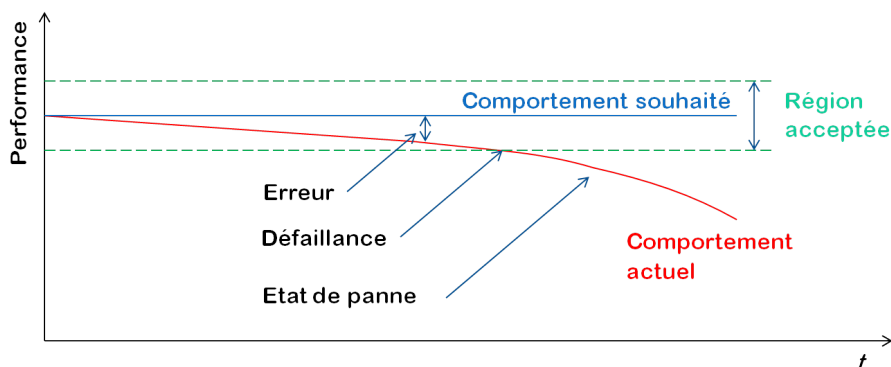 Performance
Comportement souhaité
Région
acceptée
Erreur
Défaillance
Comportement
actuel
Etat de panne
t